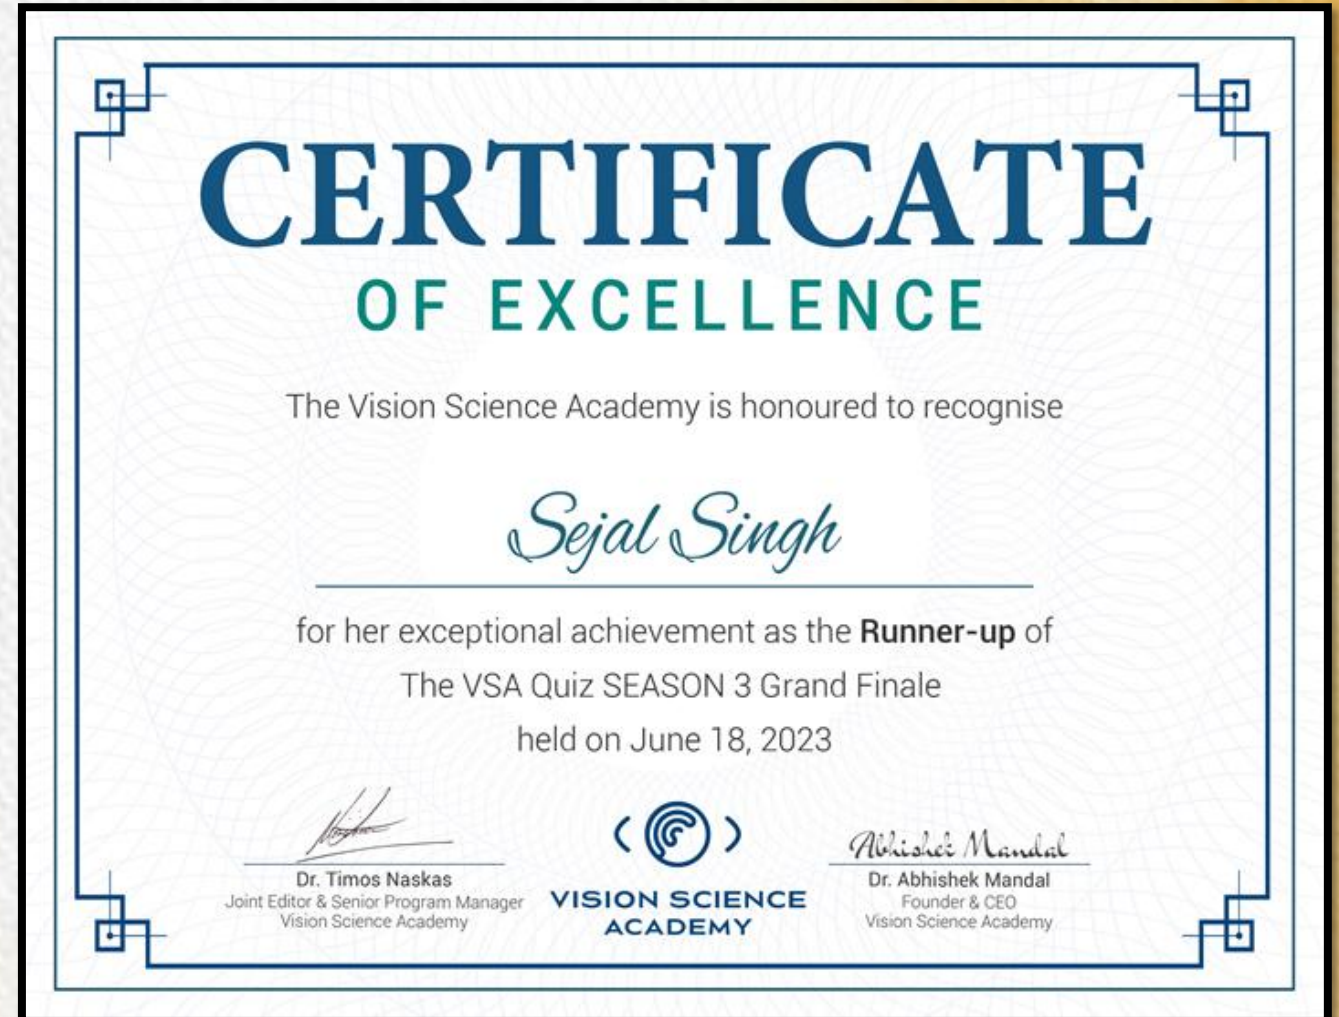 CERTIFICATE
OF EXCELLENCE
The Vision Science Academy is honoured to recognise
Sejal Singh
for her exceptional achievement as the Runner-up of
The VSA Quiz SEASON 3 Grand Finale
held on June 18, 2023
Dr. Timos Naskas
Joint Editor & Senior Program Manager
Vision Science Academy
VISION SCIENCE
ACADEMY
Abhishek Mandal
Dr. Abhishek Mandal
Founder & CEO
Vision Science Academy